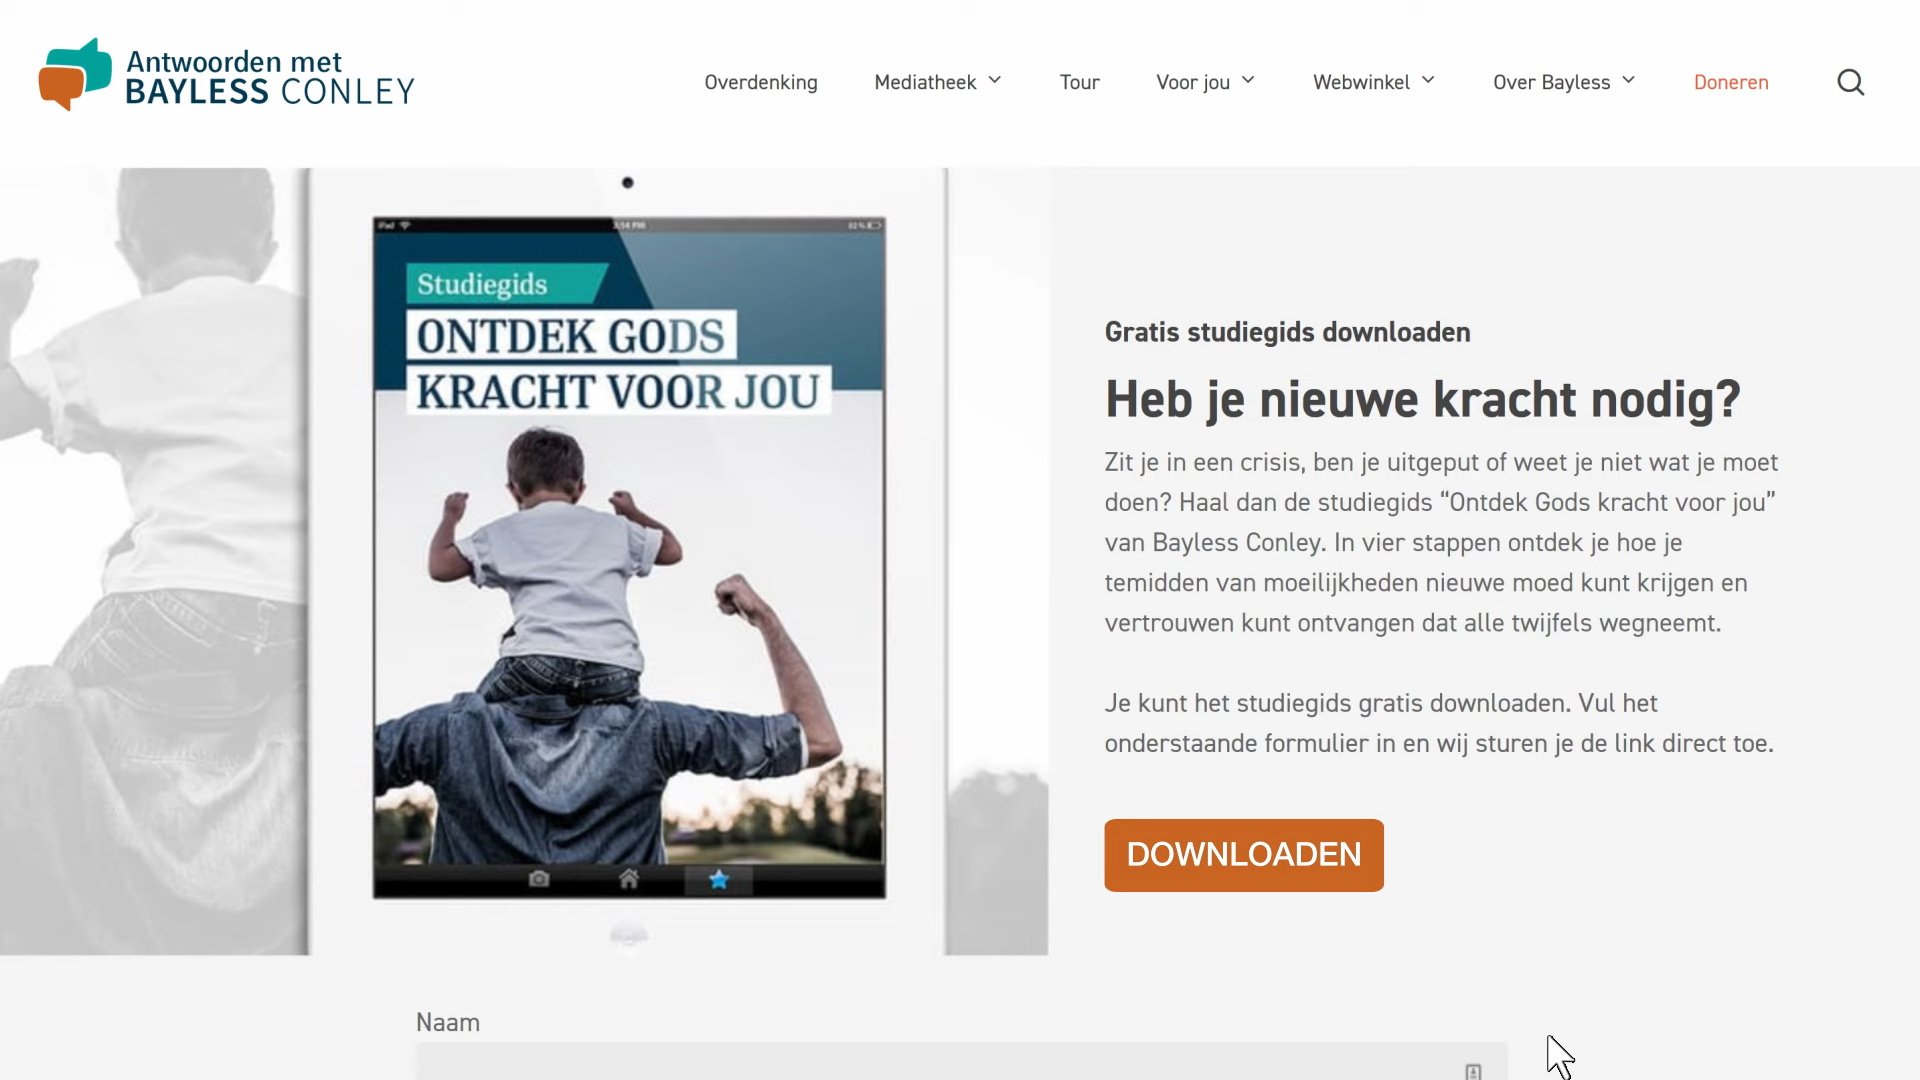 Antwoorden met
BAYLESS CONLEY
Overdenking
Mediatheek
Tour
Voor jou
Webwinkel
Over Bayless
Doneren
iPad
Studiegids
ONTDEK GODS
KRACHT VOOR JOU
Gratis studiegids downloaden
Heb je nieuwe kracht nodig?
Zit je in een crisis, ben je uitgeput of weet je niet wat je moet
doen? Haal dan de studiegids “Ontdek Gods kracht voor jou”
van Bayless Conley. In vier stappen ontdek je hoe je
temidden van moeilijkheden nieuwe moed kunt krijgen en
vertrouwen kunt ontvangen dat alle twijfels wegneemt.
Je kunt het studiegids gratis downloaden. Vul het
onderstaande formulier in en wij sturen je de link direct toe.
DOWNLOADEN
Naam